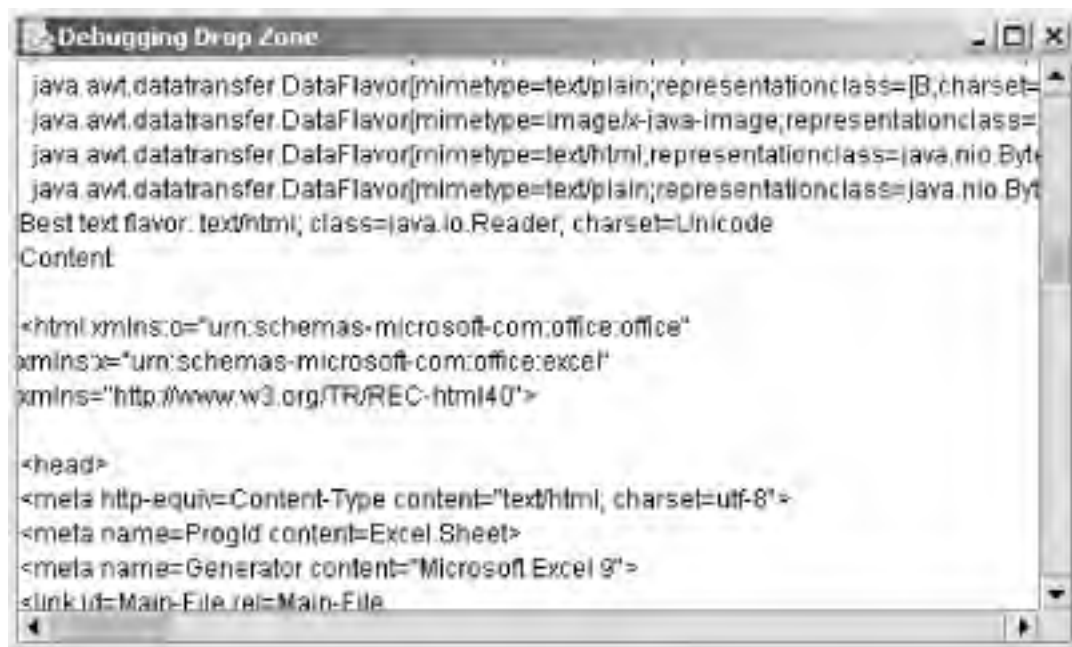 Debugging Drop Zone
java.awt.datatransfer.DataFlavor[mimetype=text/plain;representationclass=[B;charset=
java.awt.datatransfer.DataFlavor[mimetype=image/x-java-image;representationclass=
java.awt.datatransfer.DataFlavor[mimetype=text/html;representationclass=java.nio.Byte
java.awt.datatransfer.DataFlavor[mimetype=text/plain;representationclass=java.nio.Byt
Best text flavor: text/html; class=java.io.Reader; charset=Unicode
Content:
<html xmlns:o="urn:schemas-microsoft-com:office:office"
xmlns:x="urn:schemas-microsoft-com:office:excel"
xmlns="http://www.w3.org/TR/REC-html40">
<head>
<meta http-equiv=Content-Type content="text/html; charset=utf-8">
<meta name=ProgId content=Excel.Sheet>
<meta name=Generator content="Microsoft Excel 9">
<link id=Main-File rel=Main-File